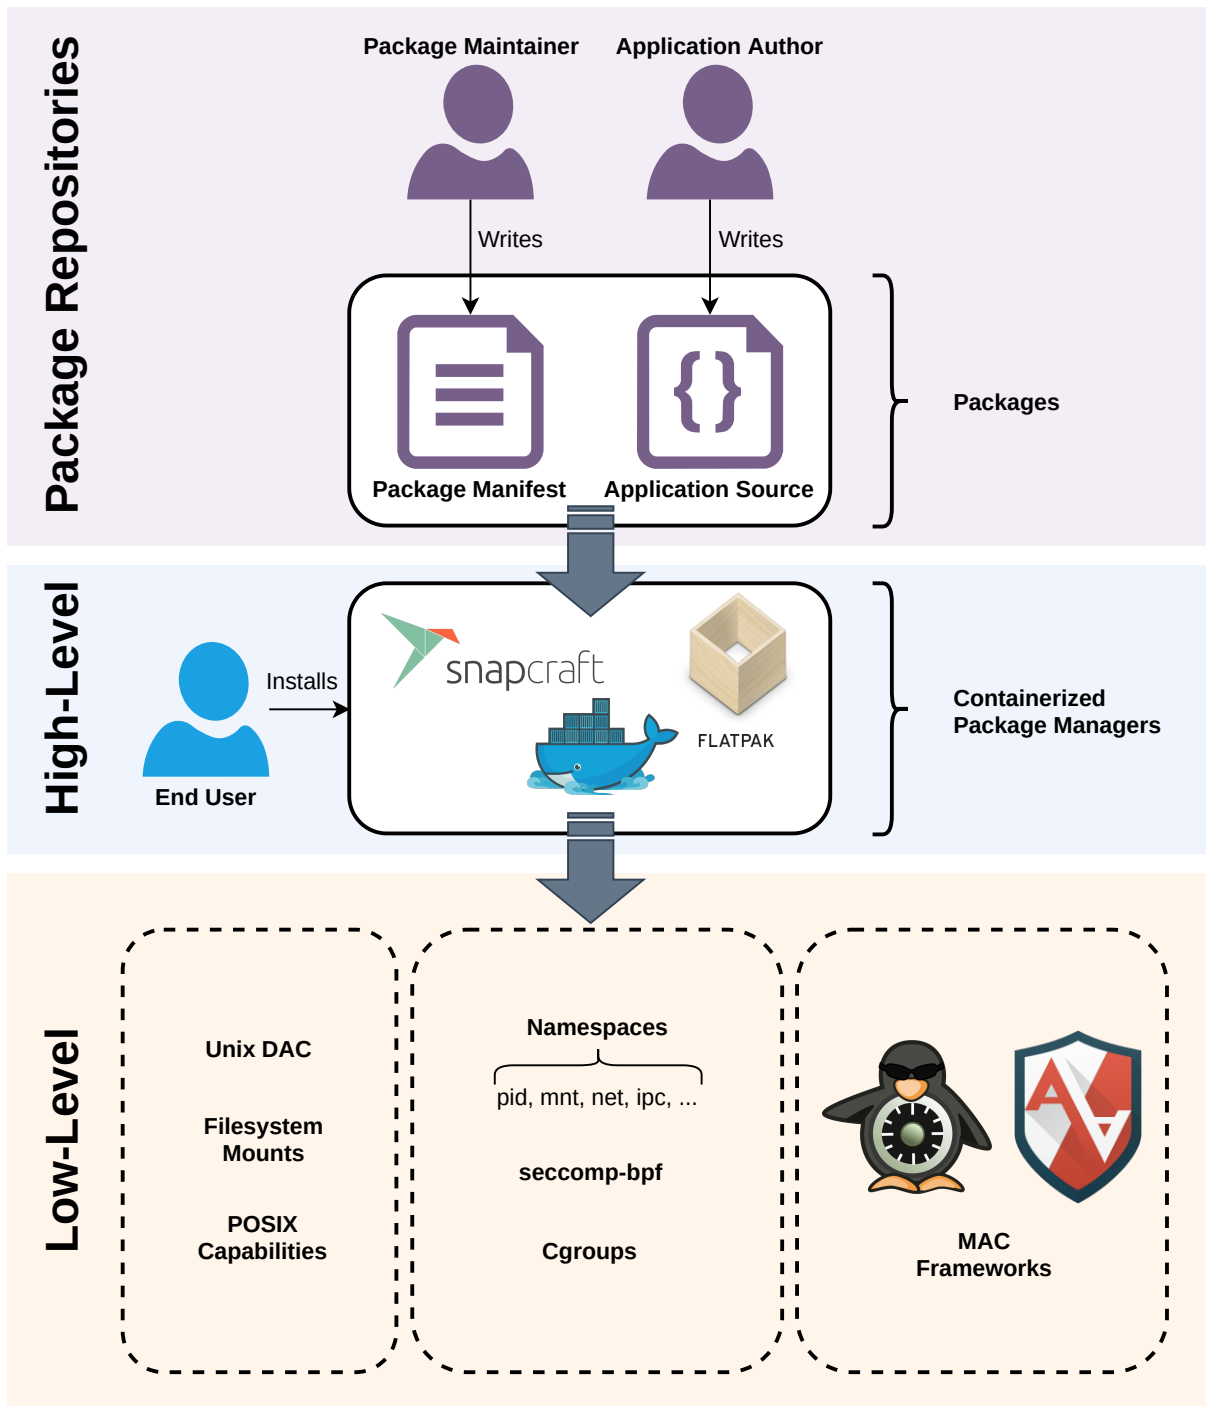 Package Repositories
Package Maintainer
Application Author
Writes
Writes
Package Manifest
Application Source
Packages
High-Level
Installs
End User
snapcraft
FLATPAK
Containerized
Package Managers
Low-Level
Unix DAC
Filesystem
Mounts
POSIX
Capabilities
Namespaces
pid, mnt, net, ipc, ...
seccomp-bpf
Cgroups
MAC
Frameworks